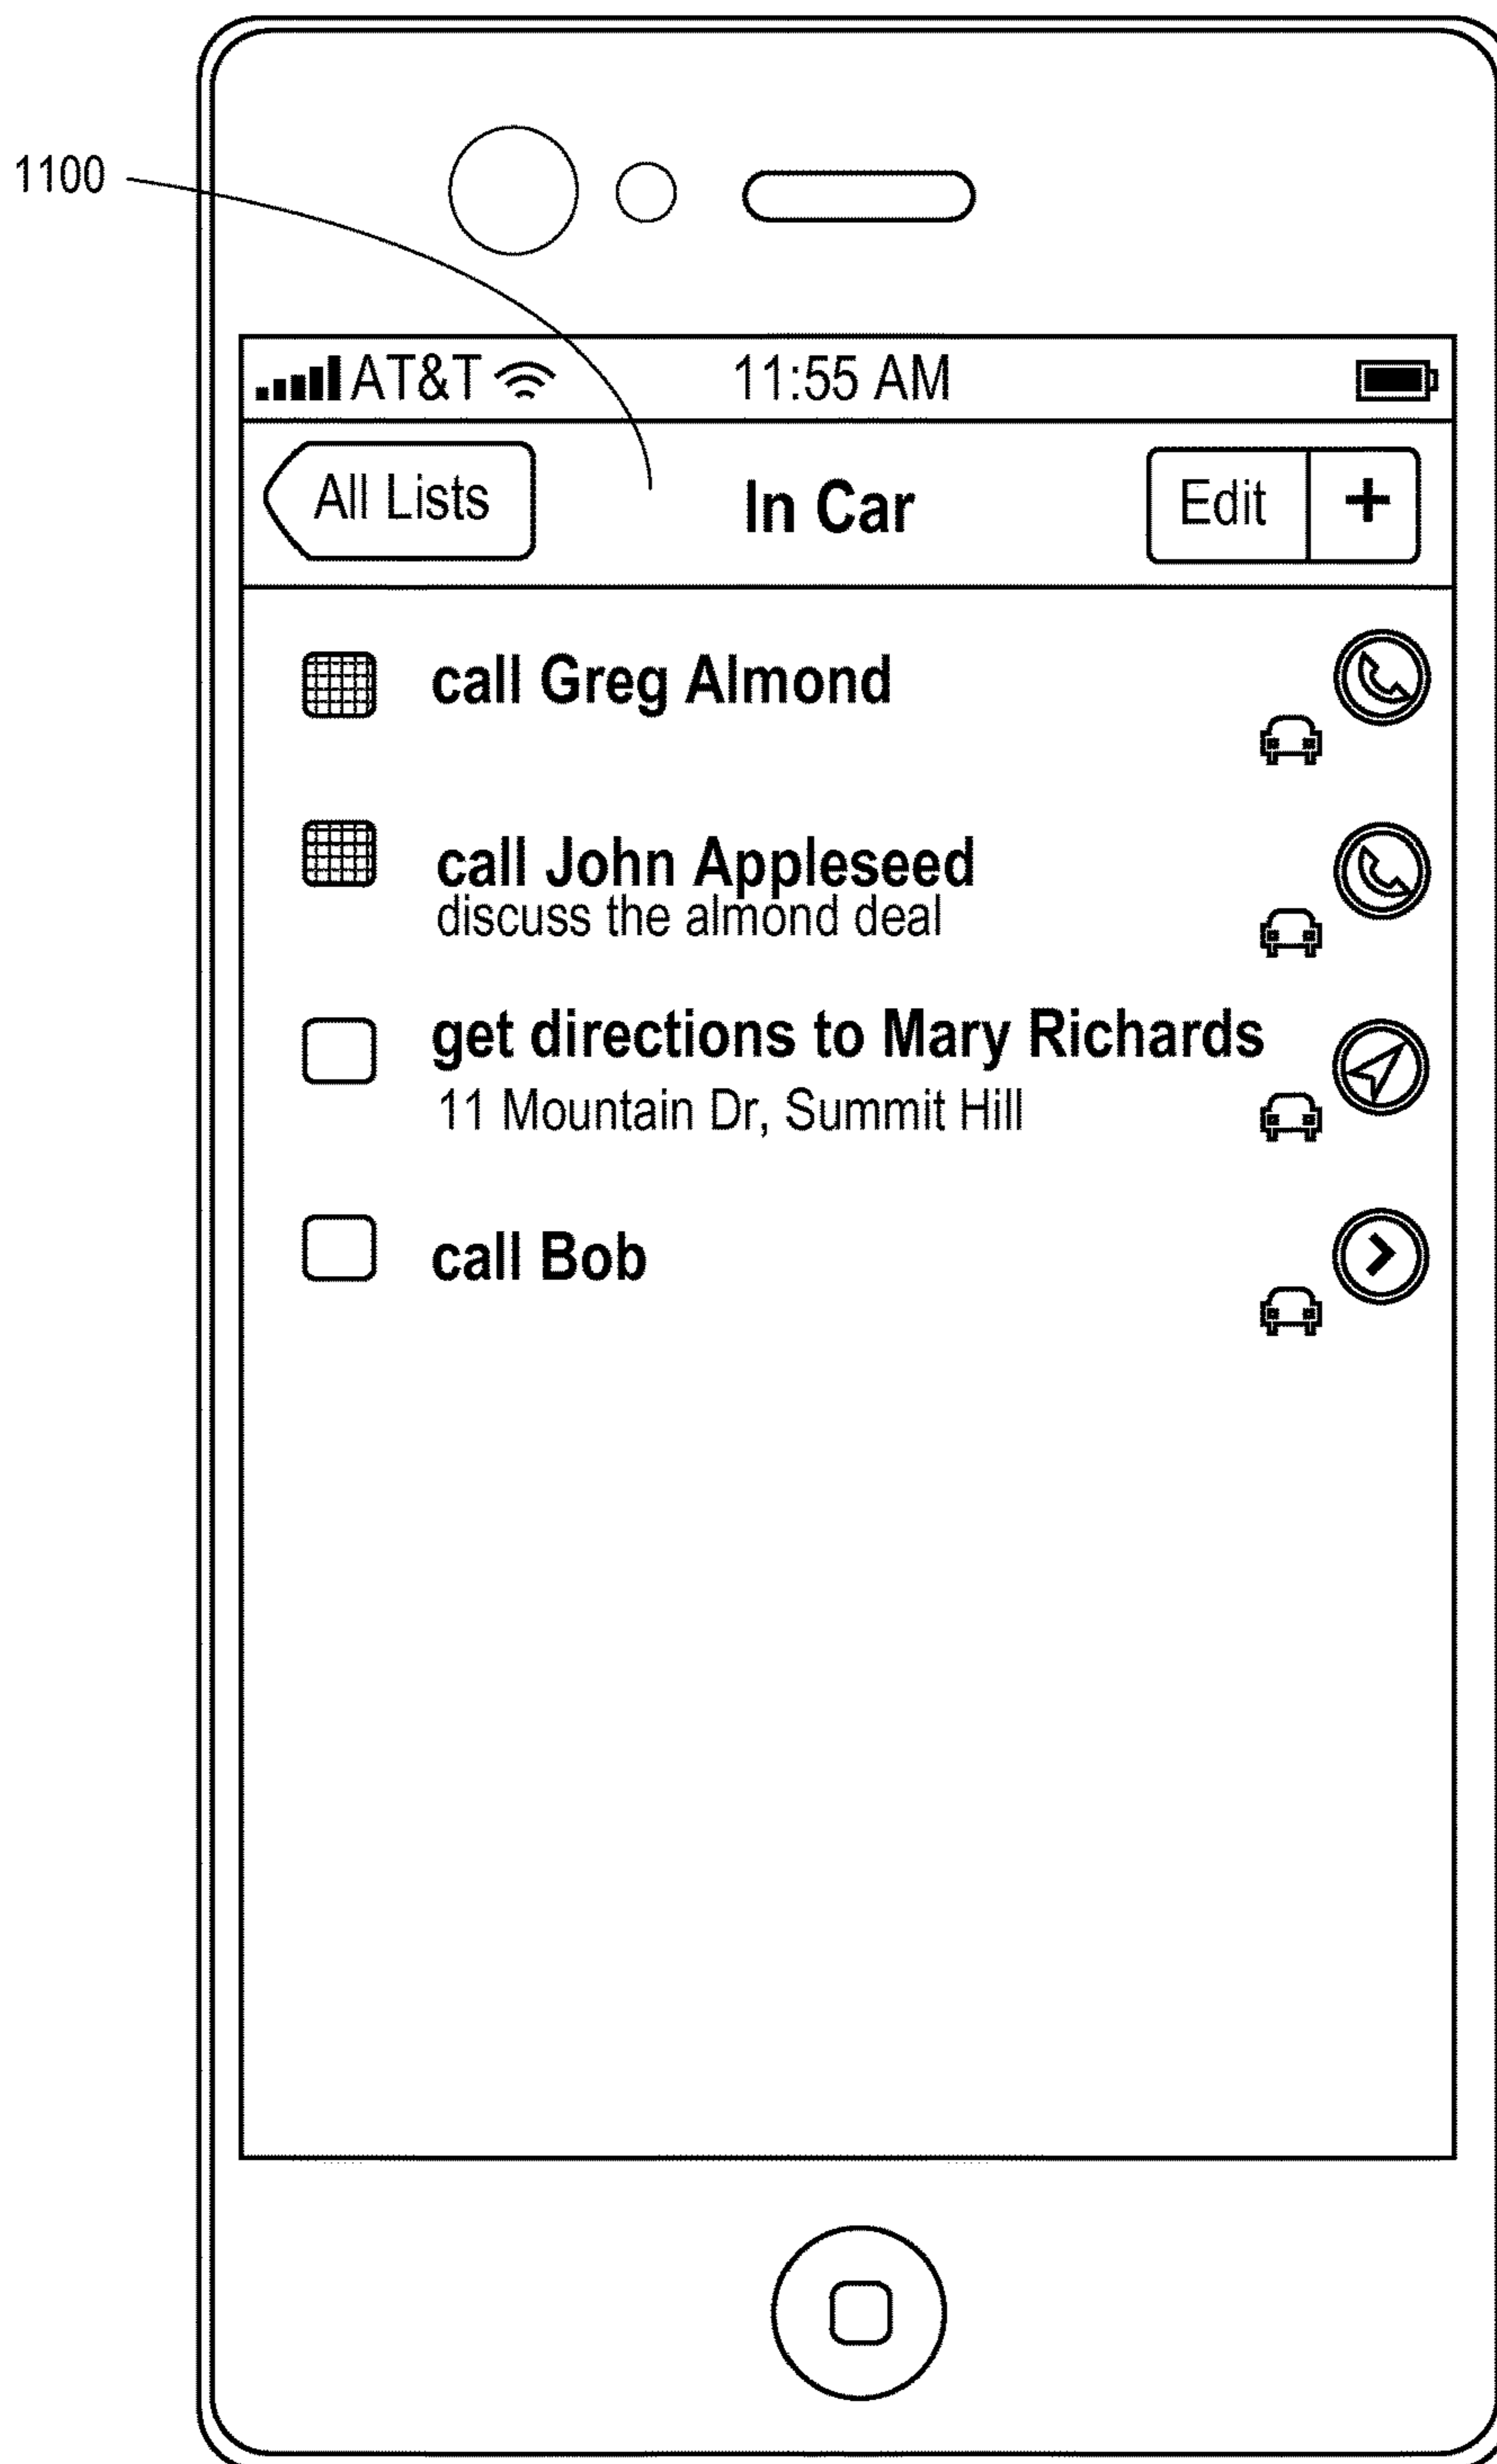 1100
AT&T 11:55 AM
All Lists In Car Edit +
call Greg Almond
call John Appleseed
discuss the almond deal
get directions to Mary Richards
11 Mountain Dr, Summit Hill
call Bob